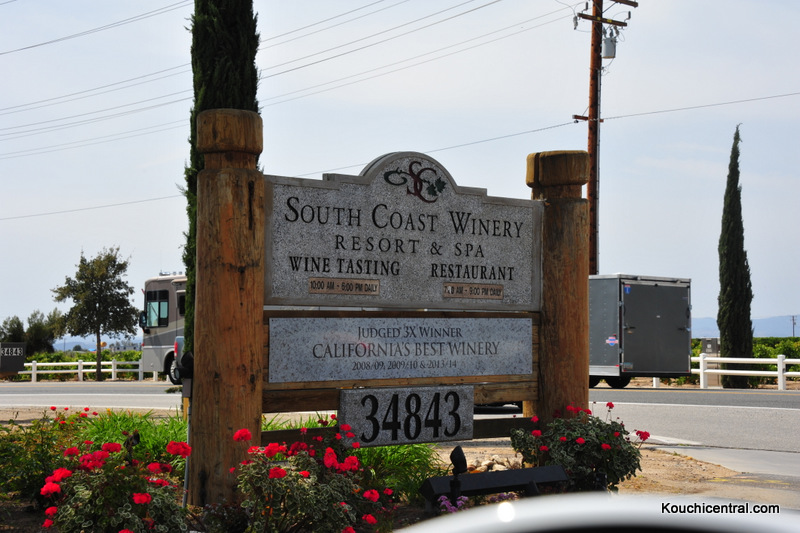 SC
SOUTH COAST WINERY
RESORT & SPA
WINE TASTING RESTAURANT
10:00 AM - 6:00 PM DAILY 7:00 AM - 9:00 PM DAILY
JUDGED 3X WINNER
CALIFORNIA'S BEST WINERY
2008/09, 2009/10 & 2013/14
34843
34843
Kouchicentral.com